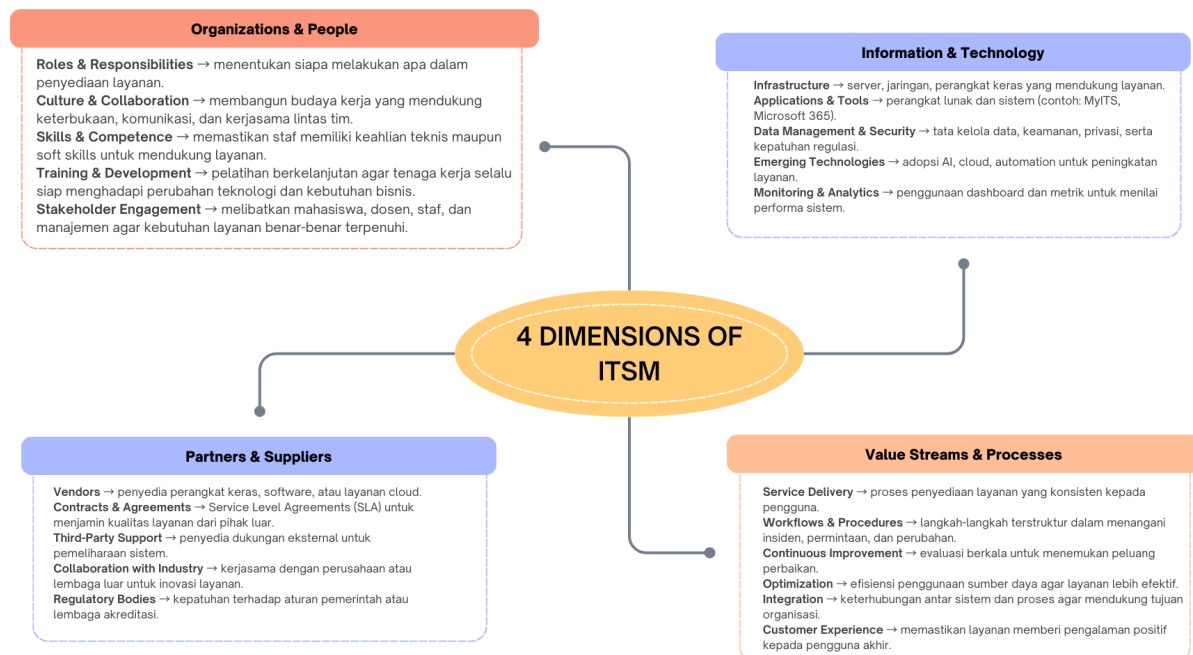 Organizations & People
Roles & Responsibilities → menentukan siapa melakukan apa dalam
penyediaan layanan.
Culture & Collaboration → membangun budaya kerja yang mendukung
keterbukaan, komunikasi, dan kerjasama lintas tim.
Skills & Competence → memastikan staf memiliki keahlian teknis maupun
soft skills untuk mendukung layanan.
Training & Development → pelatihan berkelanjutan agar tenaga kerja selalu
siap menghadapi perubahan teknologi dan kebutuhan bisnis.
Stakeholder Engagement → melibatkan mahasiswa, dosen, staf, dan
manajemen agar kebutuhan layanan benar-benar terpenuhi.
Information & Technology
Infrastructure → server, jaringan, perangkat keras yang mendukung layanan.
Applications & Tools → perangkat lunak dan sistem (contoh: MyITS,
Microsoft 365).
Data Management & Security → tata kelola data, keamanan, privasi, serta
kepatuhan regulasi.
Emerging Technologies → adopsi AI, cloud, automation untuk peningkatan
layanan.
Monitoring & Analytics → penggunaan dashboard dan metrik untuk menilai
performa sistem.
4 DIMENSIONS OF
ITSM
Partners & Suppliers
Vendors → penyedia perangkat keras, software, atau layanan cloud.
Contracts & Agreements → Service Level Agreements (SLA) untuk
menjamin kualitas layanan dari pihak luar.
Third-Party Support → penyedia dukungan eksternal untuk
pemeliharaan sistem.
Collaboration with Industry → kerjasama dengan perusahaan atau
lembaga luar untuk inovasi layanan.
Regulatory Bodies → kepatuhan terhadap aturan pemerintah atau
lembaga akreditasi.
Value Streams & Processes
Service Delivery → proses penyediaan layanan yang konsisten kepada
pengguna.
Workflows & Procedures → langkah-langkah terstruktur dalam menangani
insiden, permintaan, dan perubahan.
Continuous Improvement → evaluasi berkala untuk menemukan peluang
perbaikan.
Optimization → efisiensi penggunaan sumber daya agar layanan lebih efektif.
Integration → keterhubungan antar sistem dan proses agar mendukung tujuan
organisasi.
Customer Experience → memastikan layanan memberi pengalaman positif
kepada pengguna akhir.